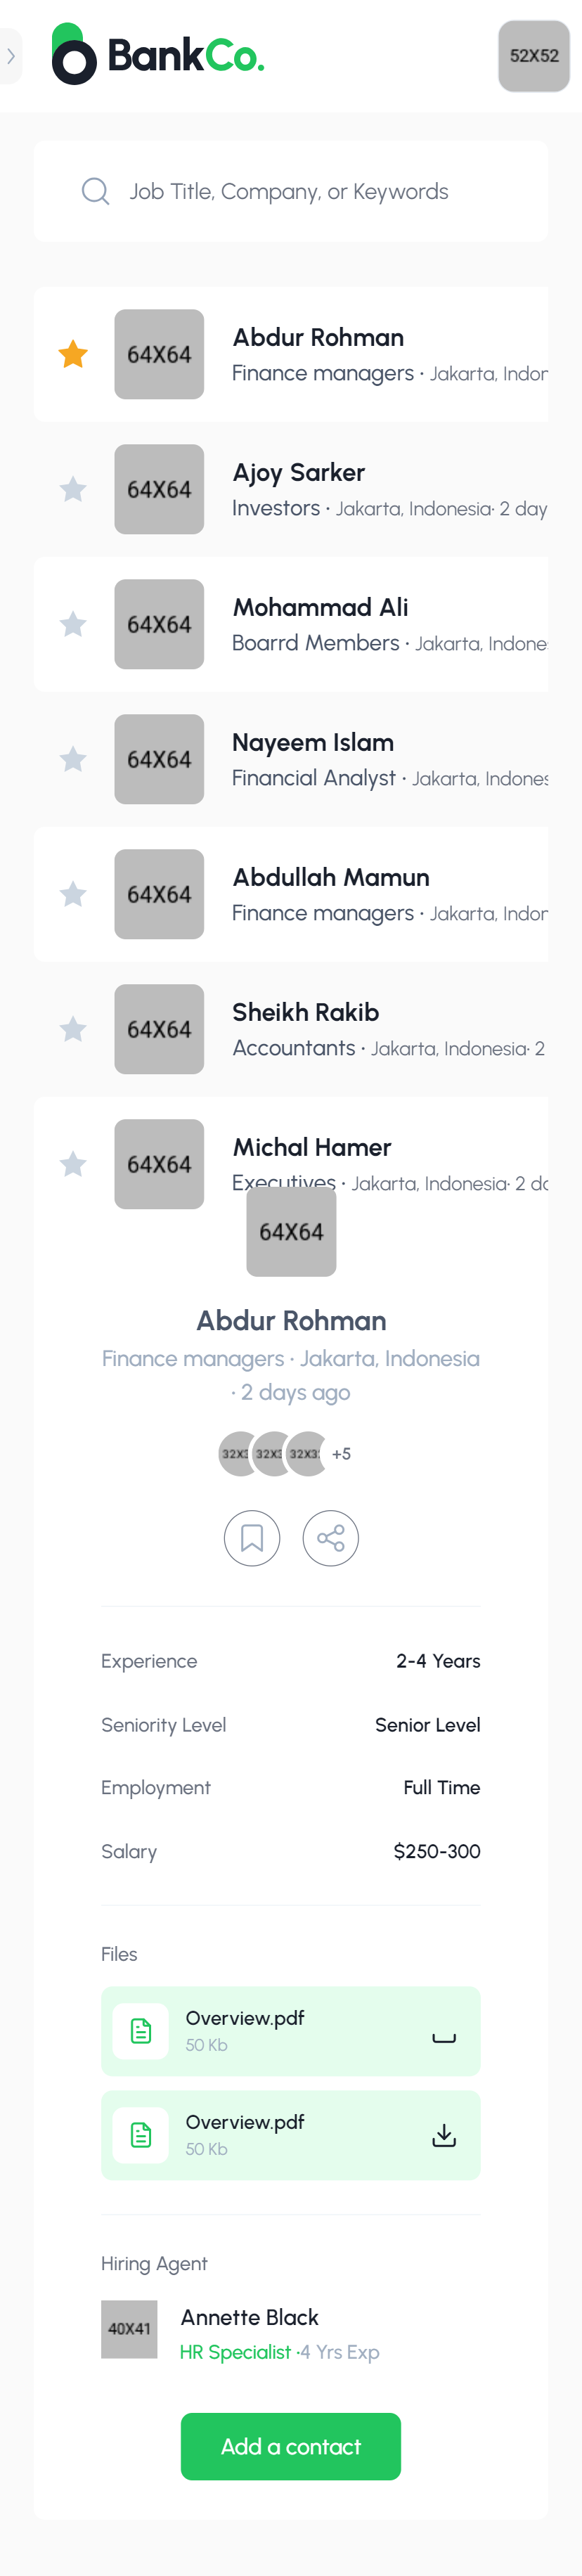 BankCo.
52X52
Job Title, Company, or Keywords
64X64
Abdur Rohman
Finance managers · Jakarta, Indon
64X64
Ajoy Sarker
Investors · Jakarta, Indonesia· 2 day
64X64
Mohammad Ali
Boarrd Members · Jakarta, Indones
64X64
Nayeem Islam
Financial Analyst · Jakarta, Indones
64X64
Abdullah Mamun
Finance managers · Jakarta, Indon
64X64
Sheikh Rakib
Accountants · Jakarta, Indonesia· 2
64X64
Michal Hamer
Executives · Jakarta, Indonesia· 2 da
64X64
Abdur Rohman
Finance managers · Jakarta, Indonesia
· 2 days ago
32X3 32X3 32X3 +5
Experience 2-4 Years
Seniority Level Senior Level
Employment Full Time
Salary $250-300
Files
Overview.pdf
50 Kb
Overview.pdf
50 Kb
Hiring Agent
40X41
Annette Black
HR Specialist ·4 Yrs Exp
Add a contact